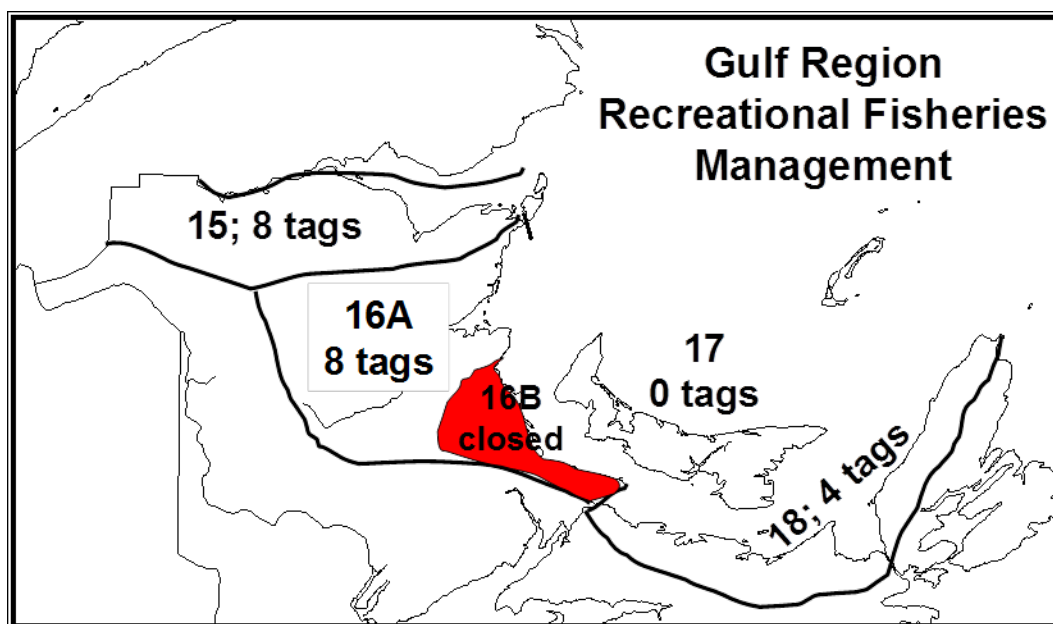 Gulf Region
Recreational Fisheries
Management
15; 8 tags
16A
8 tags
16B
closed
17
0 tags
18; 4 tags